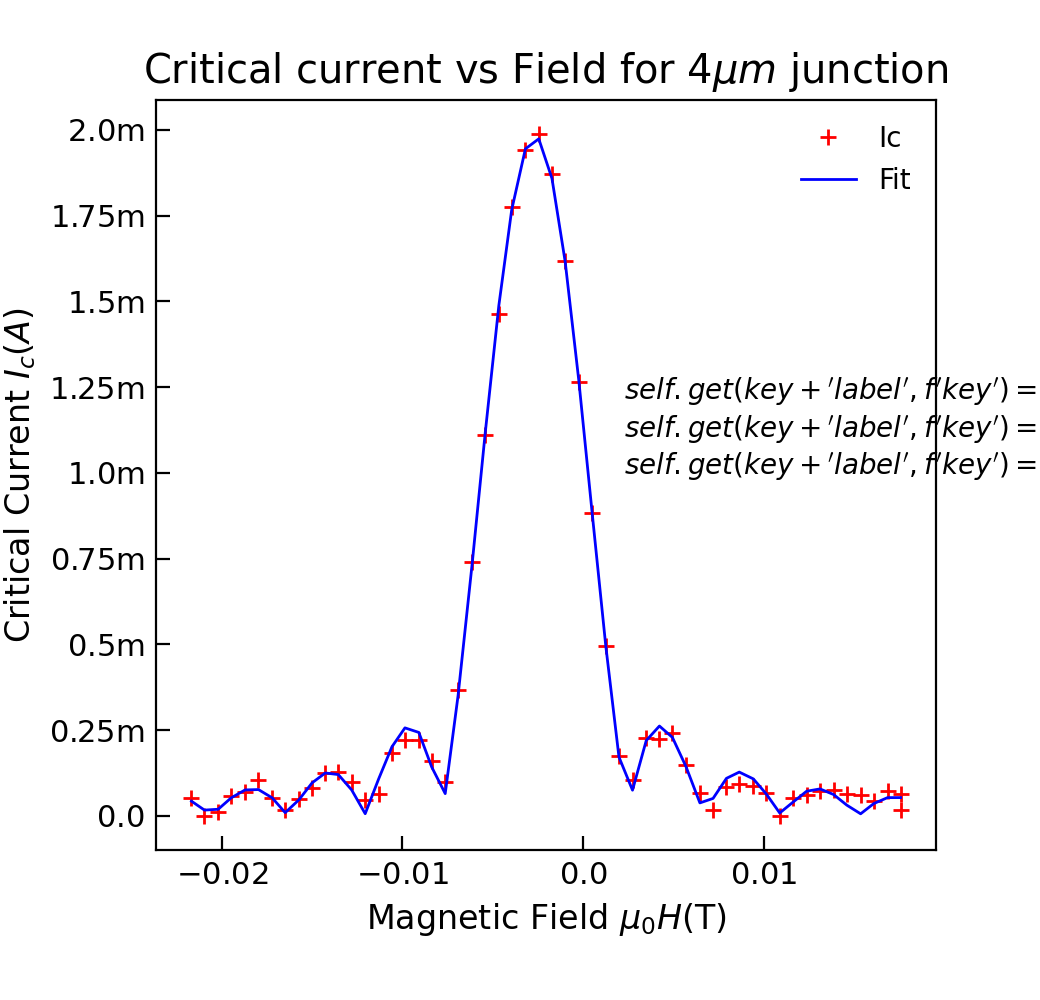 Critical current vs Field for 4μm junction
2.0m
1.75m
1.5m
1.25m
1.0m
0.75m
0.5m
0.25m
0.0
Critical Current I_c(A)
Ic
Fit
self.get(key+'label',f'key')=
self.get(key+'label',f'key')=
self.get(key+'label',f'key')=
−0.02 −0.01 0.0 0.01
Magnetic Field μ₀H(T)